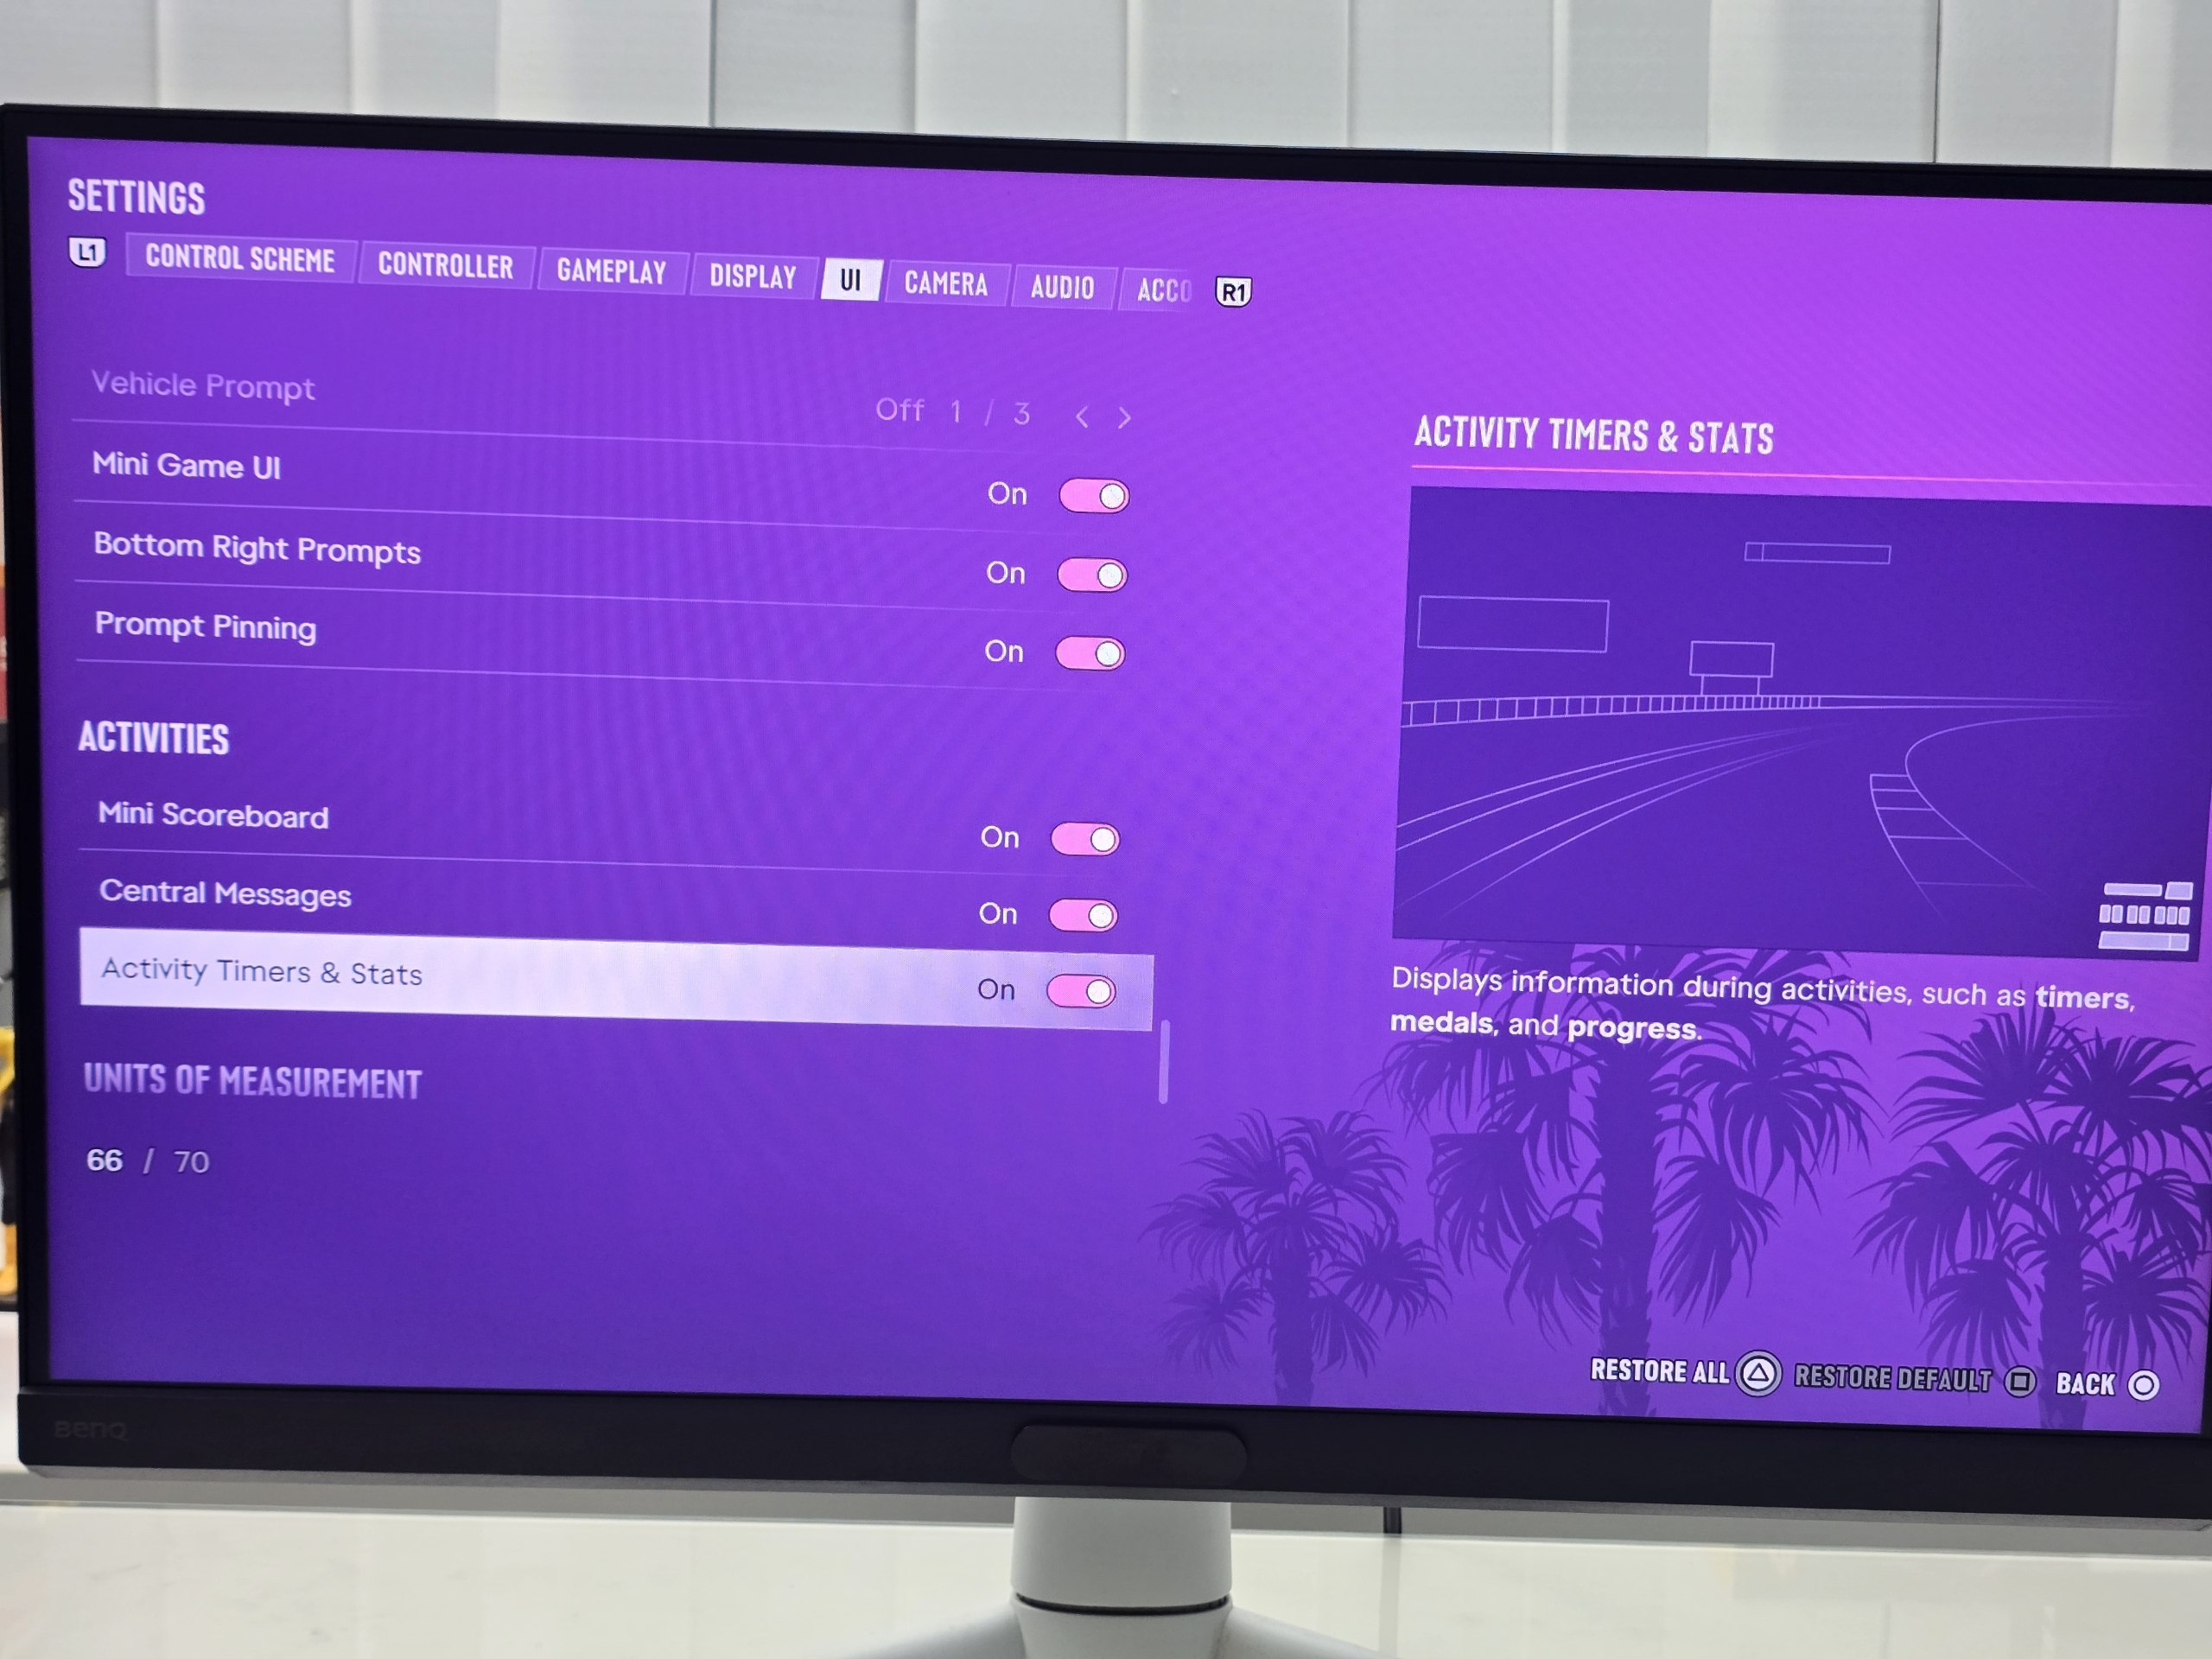 SETTINGS
L1 CONTROL SCHEME CONTROLLER GAMEPLAY DISPLAY UI CAMERA AUDIO ACCO R1
Vehicle Prompt Off 1 / 3 < >
Mini Game UI On
Bottom Right Prompts On
Prompt Pinning On
ACTIVITIES
Mini Scoreboard On
Central Messages On
Activity Timers & Stats On
UNITS OF MEASUREMENT
66 / 70
ACTIVITY TIMERS & STATS
Displays information during activities, such as timers,
medals, and progress.
RESTORE ALL RESTORE DEFAULT BACK
BenQ